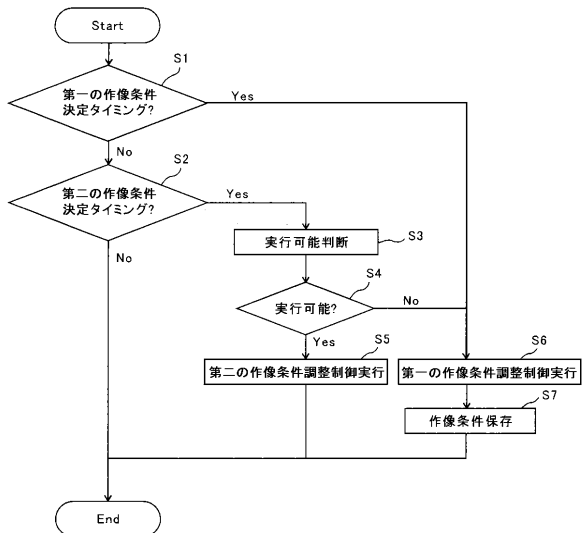 Start
S1
第一の作像条件
決定タイミング?
Yes
No
S2
第二の作像条件
決定タイミング?
Yes
No
S3
実行可能判断
S4
実行可能?
No
Yes
S5
第二の作像条件調整制御実行
S6
第一の作像条件調整制御実行
S7
作像条件保存
End